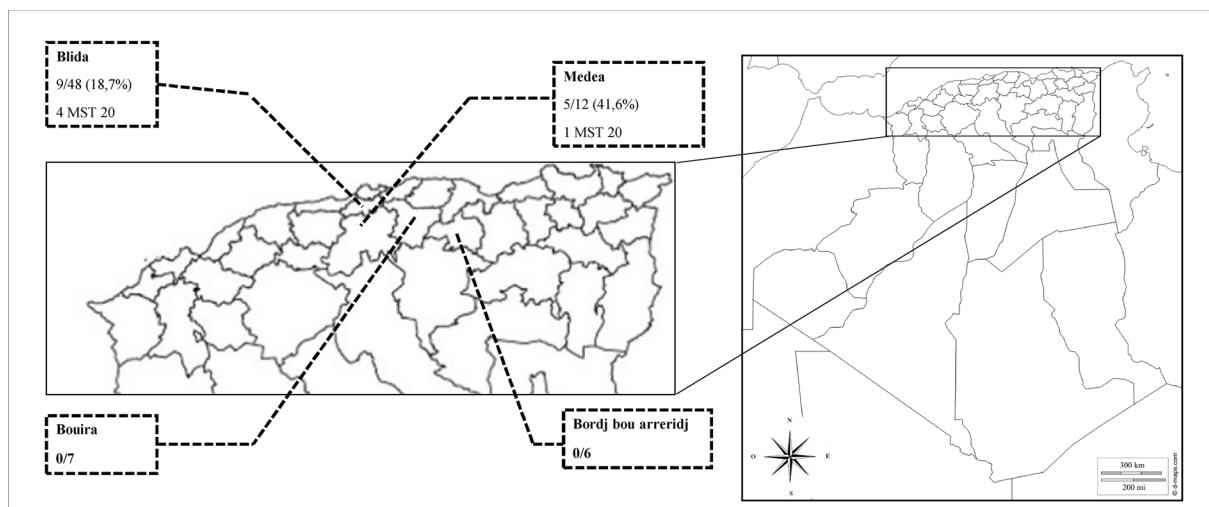 Blida
9/48 (18,7%)
4 MST 20
Medea
5/12 (41,6%)
1 MST 20
Bouira
0/7
Bordj bou arreridj
0/6
N
O
E
S
300 km
200 mi
© d-maps.com